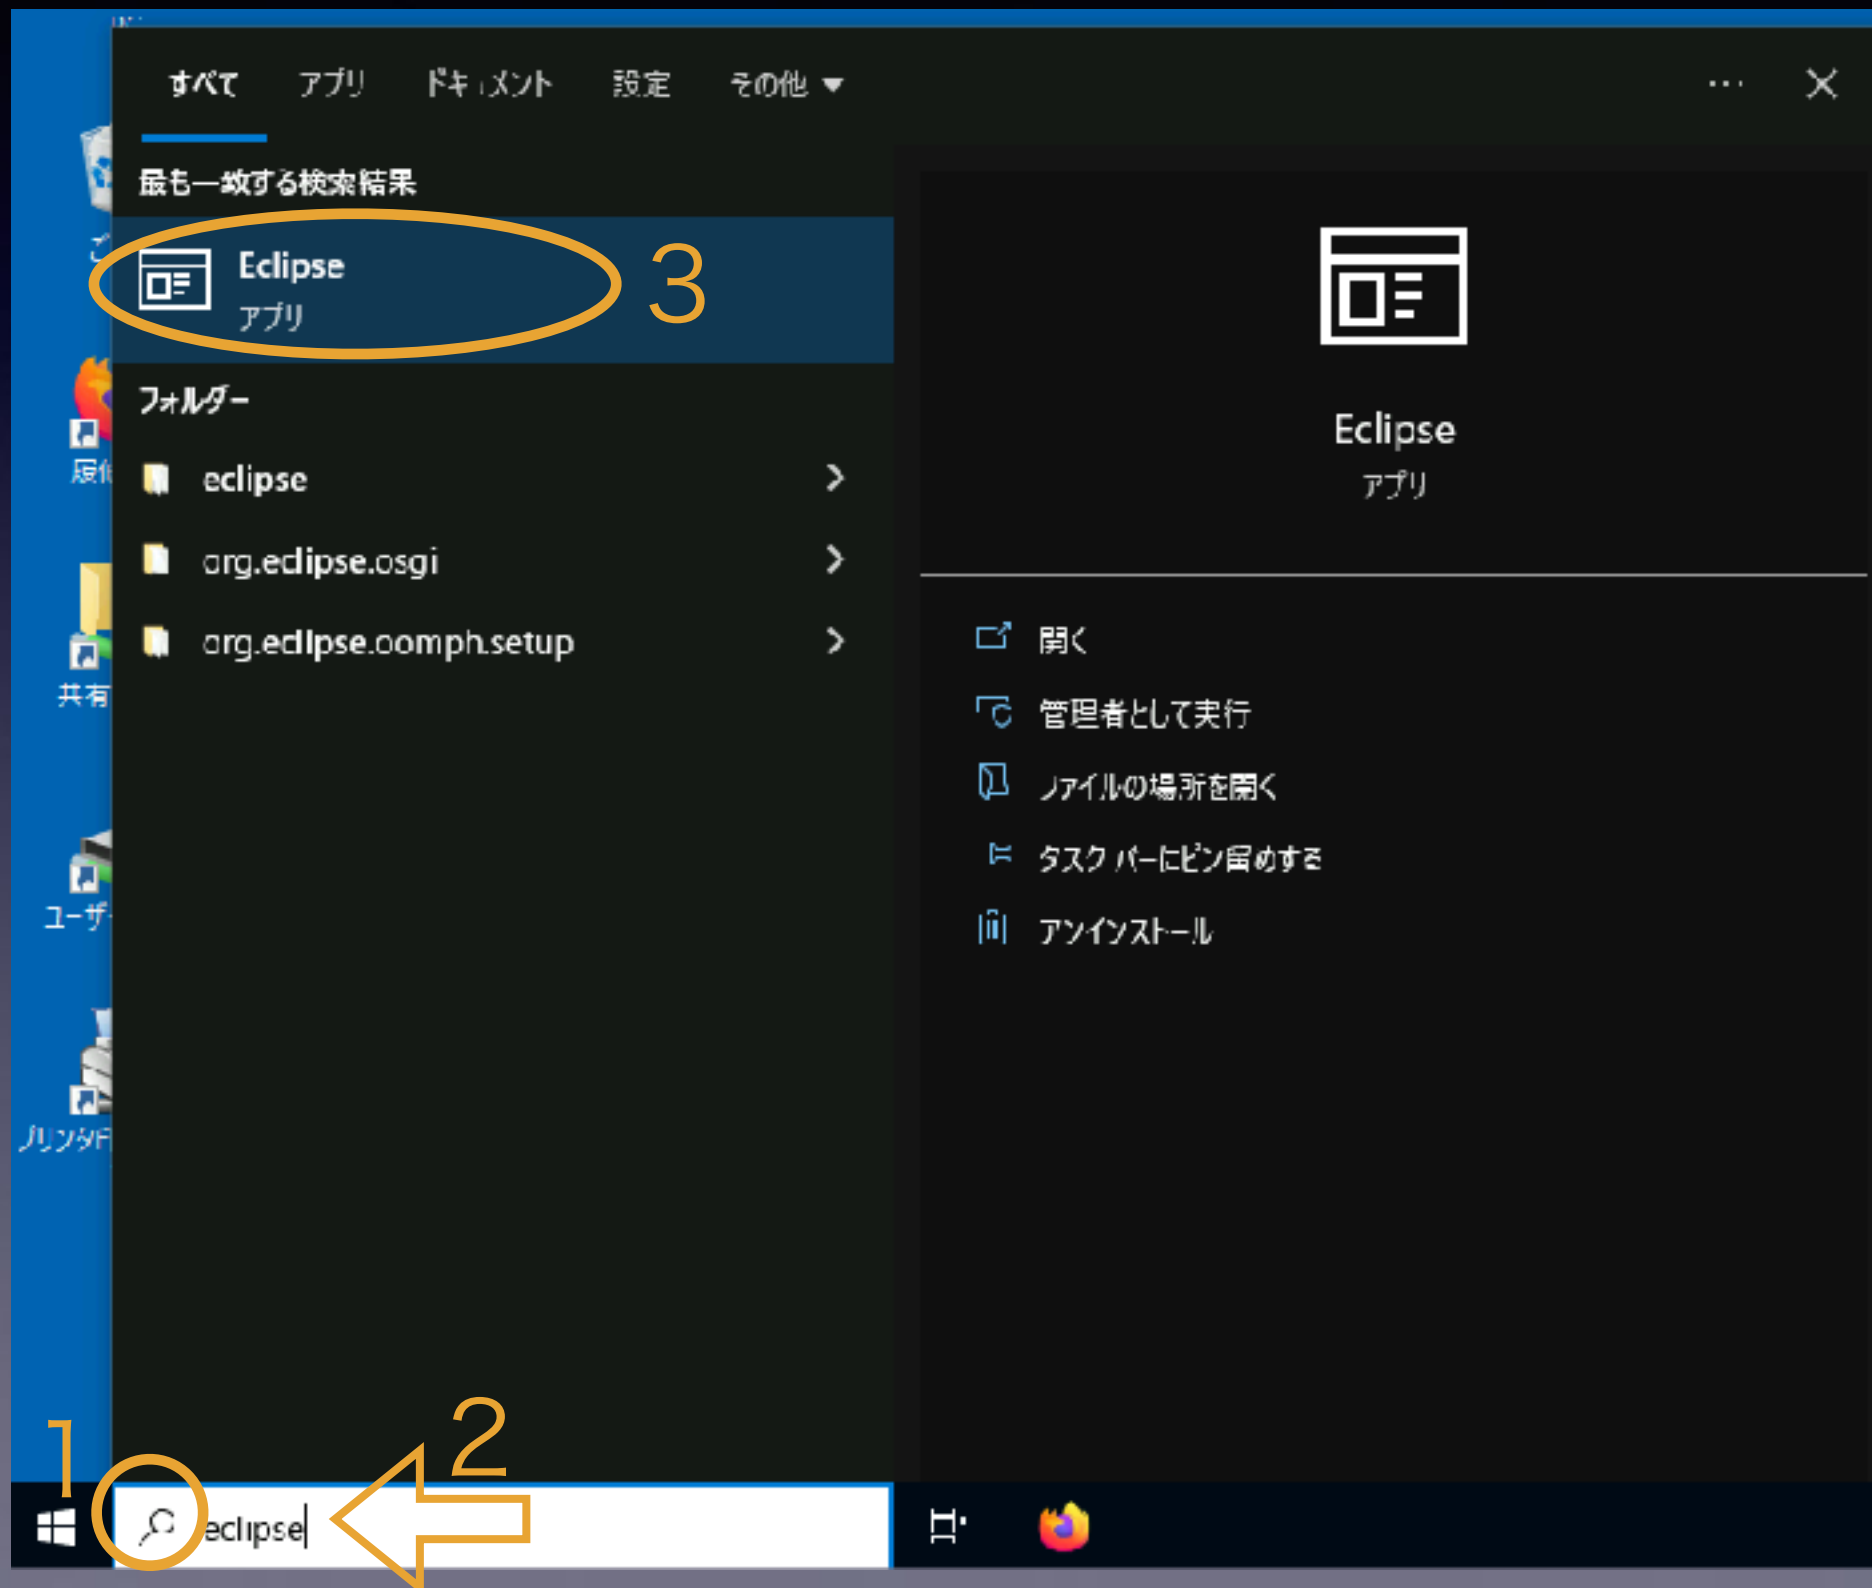 すべて アプリ ドキュメント 設定 その他
最も一致する検索結果
Eclipse
アプリ
3
フォルダー
eclipse
org.eclipse.osgi
org.eclipse.oomph.setup
Eclipse
アプリ
開く
管理者として実行
ファイルの場所を開く
タスク バーにピン留めする
アンインストール
共有
ユーザー
1
2
eclipse